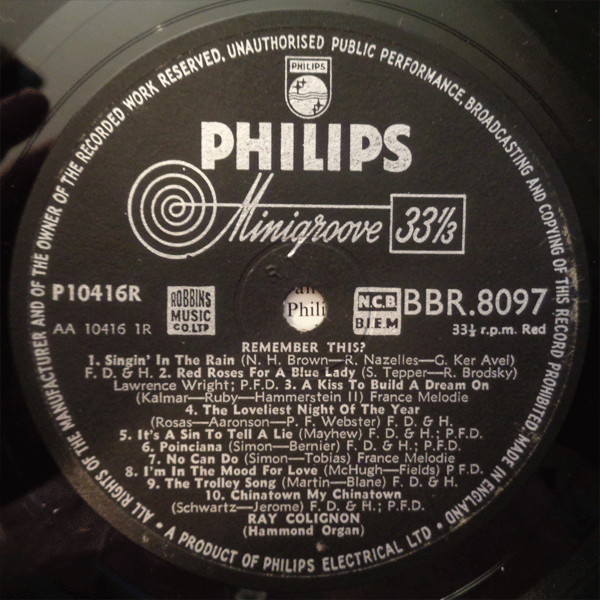 ALL RIGHTS OF THE MANUFACTURER AND OF THE OWNER OF THE RECORDED WORK RESERVED, UNAUTHORISED PUBLIC PERFORMANCE, BROADCASTING AND COPYING OF THIS RECORD PROHIBITED. MADE IN ENGLAND
PHILIPS
PHILIPS
Minigroove 33⅓
P10416R
ROBBINS
MUSIC
CO. LTD
Phili
N.C.B.
BIEM
BBR.8097
AA 10416 1R
33⅓ r.p.m. Red
REMEMBER THIS?
1. Singin' In The Rain (N. H. Brown—R. Nazelles—G. Ker Avel)
F. D. & H. 2. Red Roses For A Blue Lady (S. Tepper—R. Brodsky)
Lawrence Wright; P.F.D. 3. A Kiss To Build A Dream On
(Kalmar—Ruby—Hammerstein II) France Melodie
4. The Loveliest Night Of The Year
(Rosas—Aaronson—P. F. Webster) F. D. & H.
5. It's A Sin To Tell A Lie (Mayhew) F. D. & H.; P.F.D.
6. Poinciana (Simon—Bernier) F. D. & H.; P.F.D.
7. No Can Do (Simon—Tobias) France Melodie
8. I'm In The Mood For Love (McHugh—Fields) P.F.D.
9. The Trolley Song (Martin—Blane) F. D. & H.
10. Chinatown My Chinatown
(Schwartz—Jerome) F. D. & H.; P.F.D.
RAY COLIGNON
(Hammond Organ)
• A PRODUCT OF PHILIPS ELECTRICAL LTD •